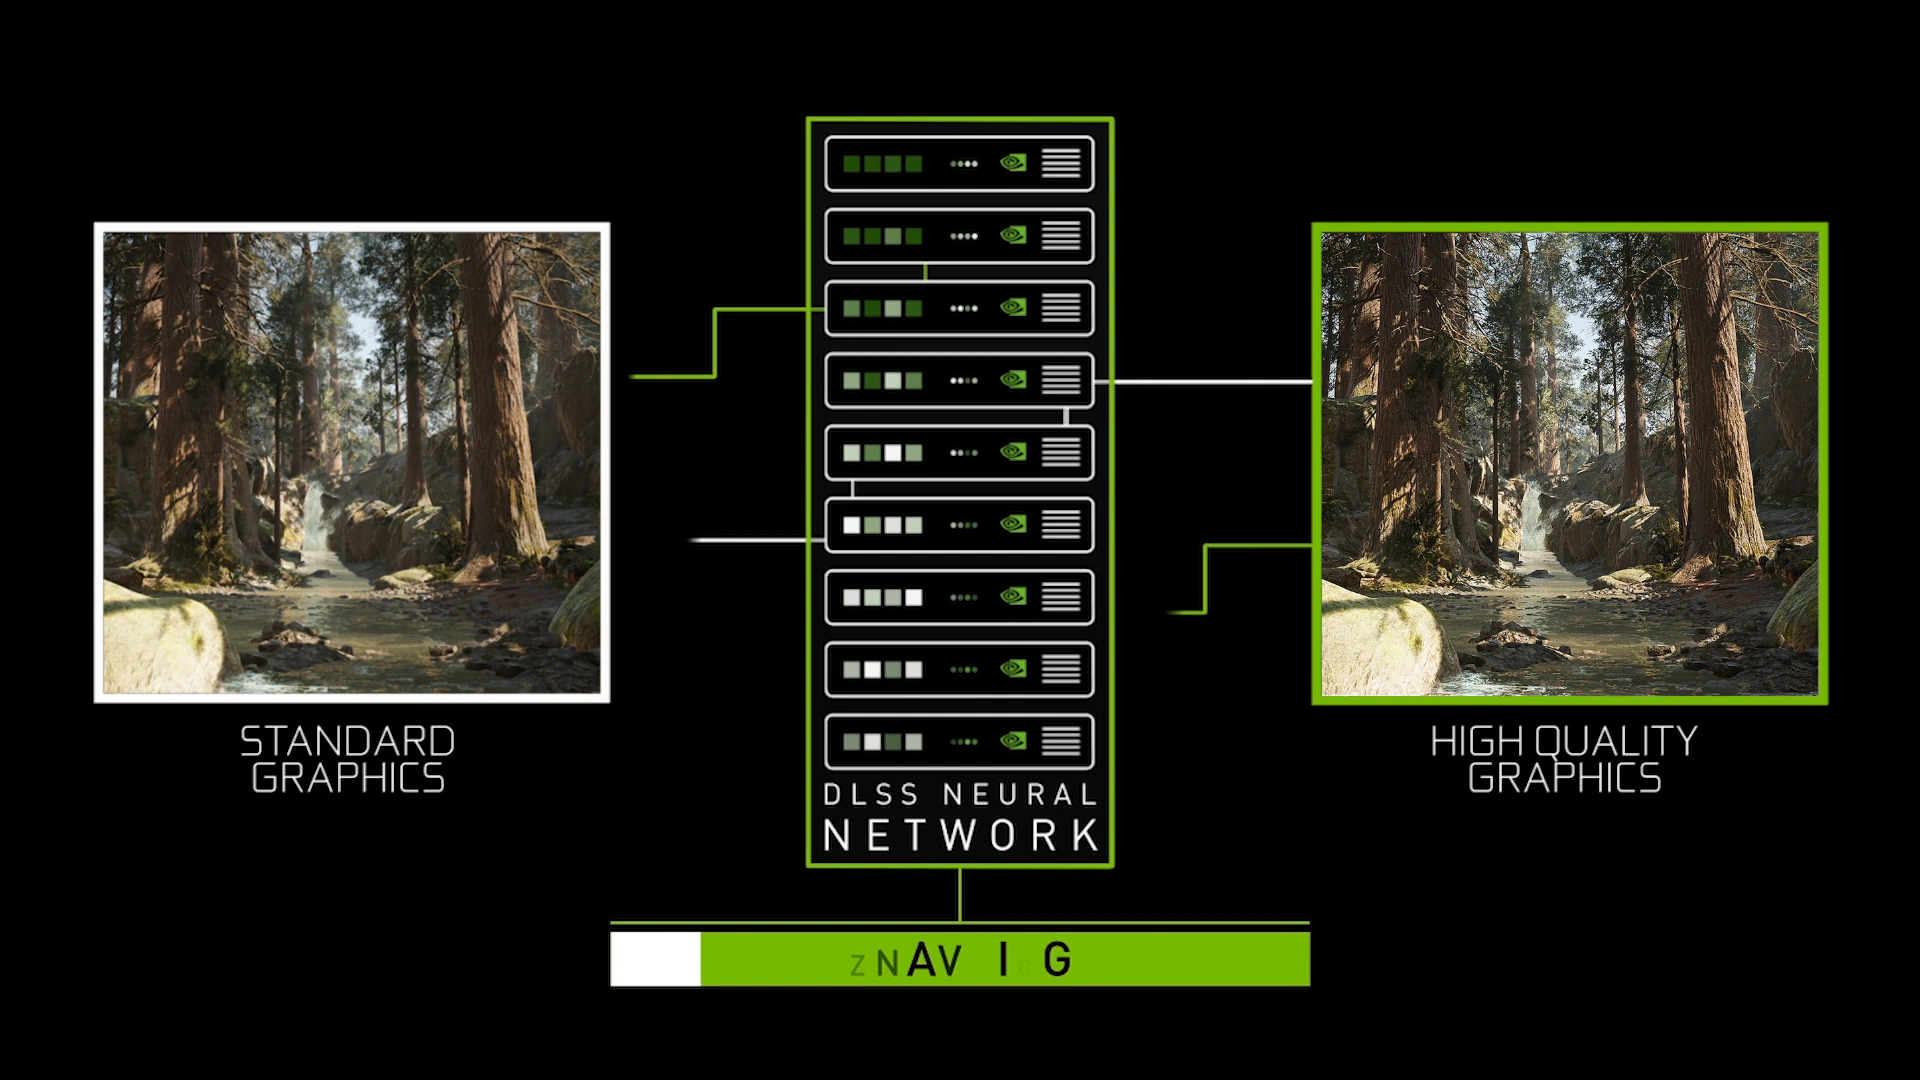 STANDARD
GRAPHICS
DLSS NEURAL
NETWORK
HIGH QUALITY
GRAPHICS